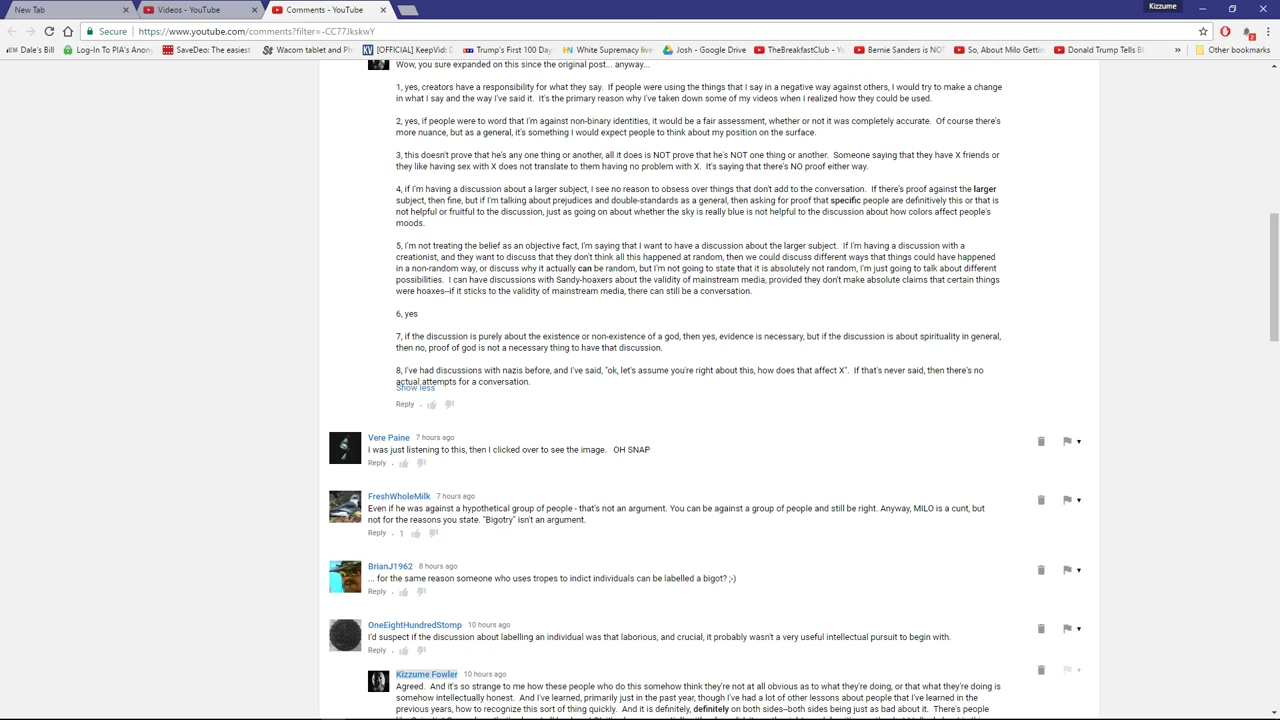 New Tab
Videos - YouTube
Comments - YouTube
Kizzume
Secure
https://www.youtube.com/comments?filter=-CC77JkskwY
Dale's Bill
Log-In To PIA's Anon
SaveDeo: The easiest
Wacom tablet and Ph
[OFFICIAL] KeepVid: D
Trump's First 100 Day
White Supremacy live
Josh - Google Drive
TheBreakfastClub - Yo
Bernie Sanders is NOT
So, About Milo Gettin
Donald Trump Tells Bl
»
Other bookmarks
Wow, you sure expanded on this since the original post... anyway...
1, yes, creators have a responsibility for what they say. If people were using the things that I say in a negative way against others, I would try to make a change
in what I say and the way I've said it. It's the primary reason why I've taken down some of my videos when I realized how they could be used.
2, yes, if people were to word that I'm against non-binary identities, it would be a fair assessment, whether or not it was completely accurate. Of course there's
more nuance, but as a general, it's something I would expect people to think about my position on the surface.
3, this doesn't prove that he's any one thing or another, all it does is NOT prove that he's NOT one thing or another. Someone saying that they have X friends or
they like having sex with X does not translate to them having no problem with X. It's saying that there's NO proof either way.
4, if I'm having a discussion about a larger subject, I see no reason to obsess over things that don't add to the conversation. If there's proof against the larger
subject, then fine, but if I'm talking about prejudices and double-standards as a general, then asking for proof that specific people are definitively this or that is
not helpful or fruitful to the discussion, just as going on about whether the sky is really blue is not helpful to the discussion about how colors affect people's
moods.
5, I'm not treating the belief as an objective fact, I'm saying that I want to have a discussion about the larger subject. If I'm having a discussion with a
creationist, and they want to discuss that they don't think all this happened at random, then we could discuss different ways that things could have happened
in a non-random way, or discuss why it actually can be random, but I'm not going to state that it is absolutely not random, I'm just going to talk about different
possibilities. I can have discussions with Sandy-hoaxers about the validity of mainstream media, provided they don't make absolute claims that certain things
were hoaxes--if it sticks to the validity of mainstream media, there can still be a conversation.
6, yes
7, if the discussion is purely about the existence or non-existence of a god, then yes, evidence is necessary, but if the discussion is about spirituality in general,
then no, proof of god is not a necessary thing to have that discussion.
8, I've had discussions with nazis before, and I've said, "ok, let's assume you're right about this, how does that affect X". If that's never said, then there's no
actual attempts for a conversation.
Show less
Reply
Vere Paine 7 hours ago
I was just listening to this, then I clicked over to see the image. OH SNAP
Reply
FreshWholeMilk 7 hours ago
Even if he was against a hypothetical group of people - that's not an argument. You can be against a group of people and still be right. Anyway, MILO is a cunt, but
not for the reasons you state. "Bigotry" isn't an argument.
Reply 1
BrianJ1962 8 hours ago
... for the same reason someone who uses tropes to indict individuals can be labelled a bigot? ;-)
Reply
OneEightHundredStomp 10 hours ago
I'd suspect if the discussion about labelling an individual was that laborious, and crucial, it probably wasn't a very useful intellectual pursuit to begin with.
Reply
Kizzume Fowler 10 hours ago
Agreed. And it's so strange to me how these people who do this somehow think they're not at all obvious as to what they're doing, or that what they're doing is
somehow intellectually honest. And I've learned, primarily just in the past year, though I've had a lot of other lessons about people that I've learned in the
previous years, how to recognize this sort of thing quickly. And it is definitely, definitely on both sides--both sides being just as bad about it. There's people